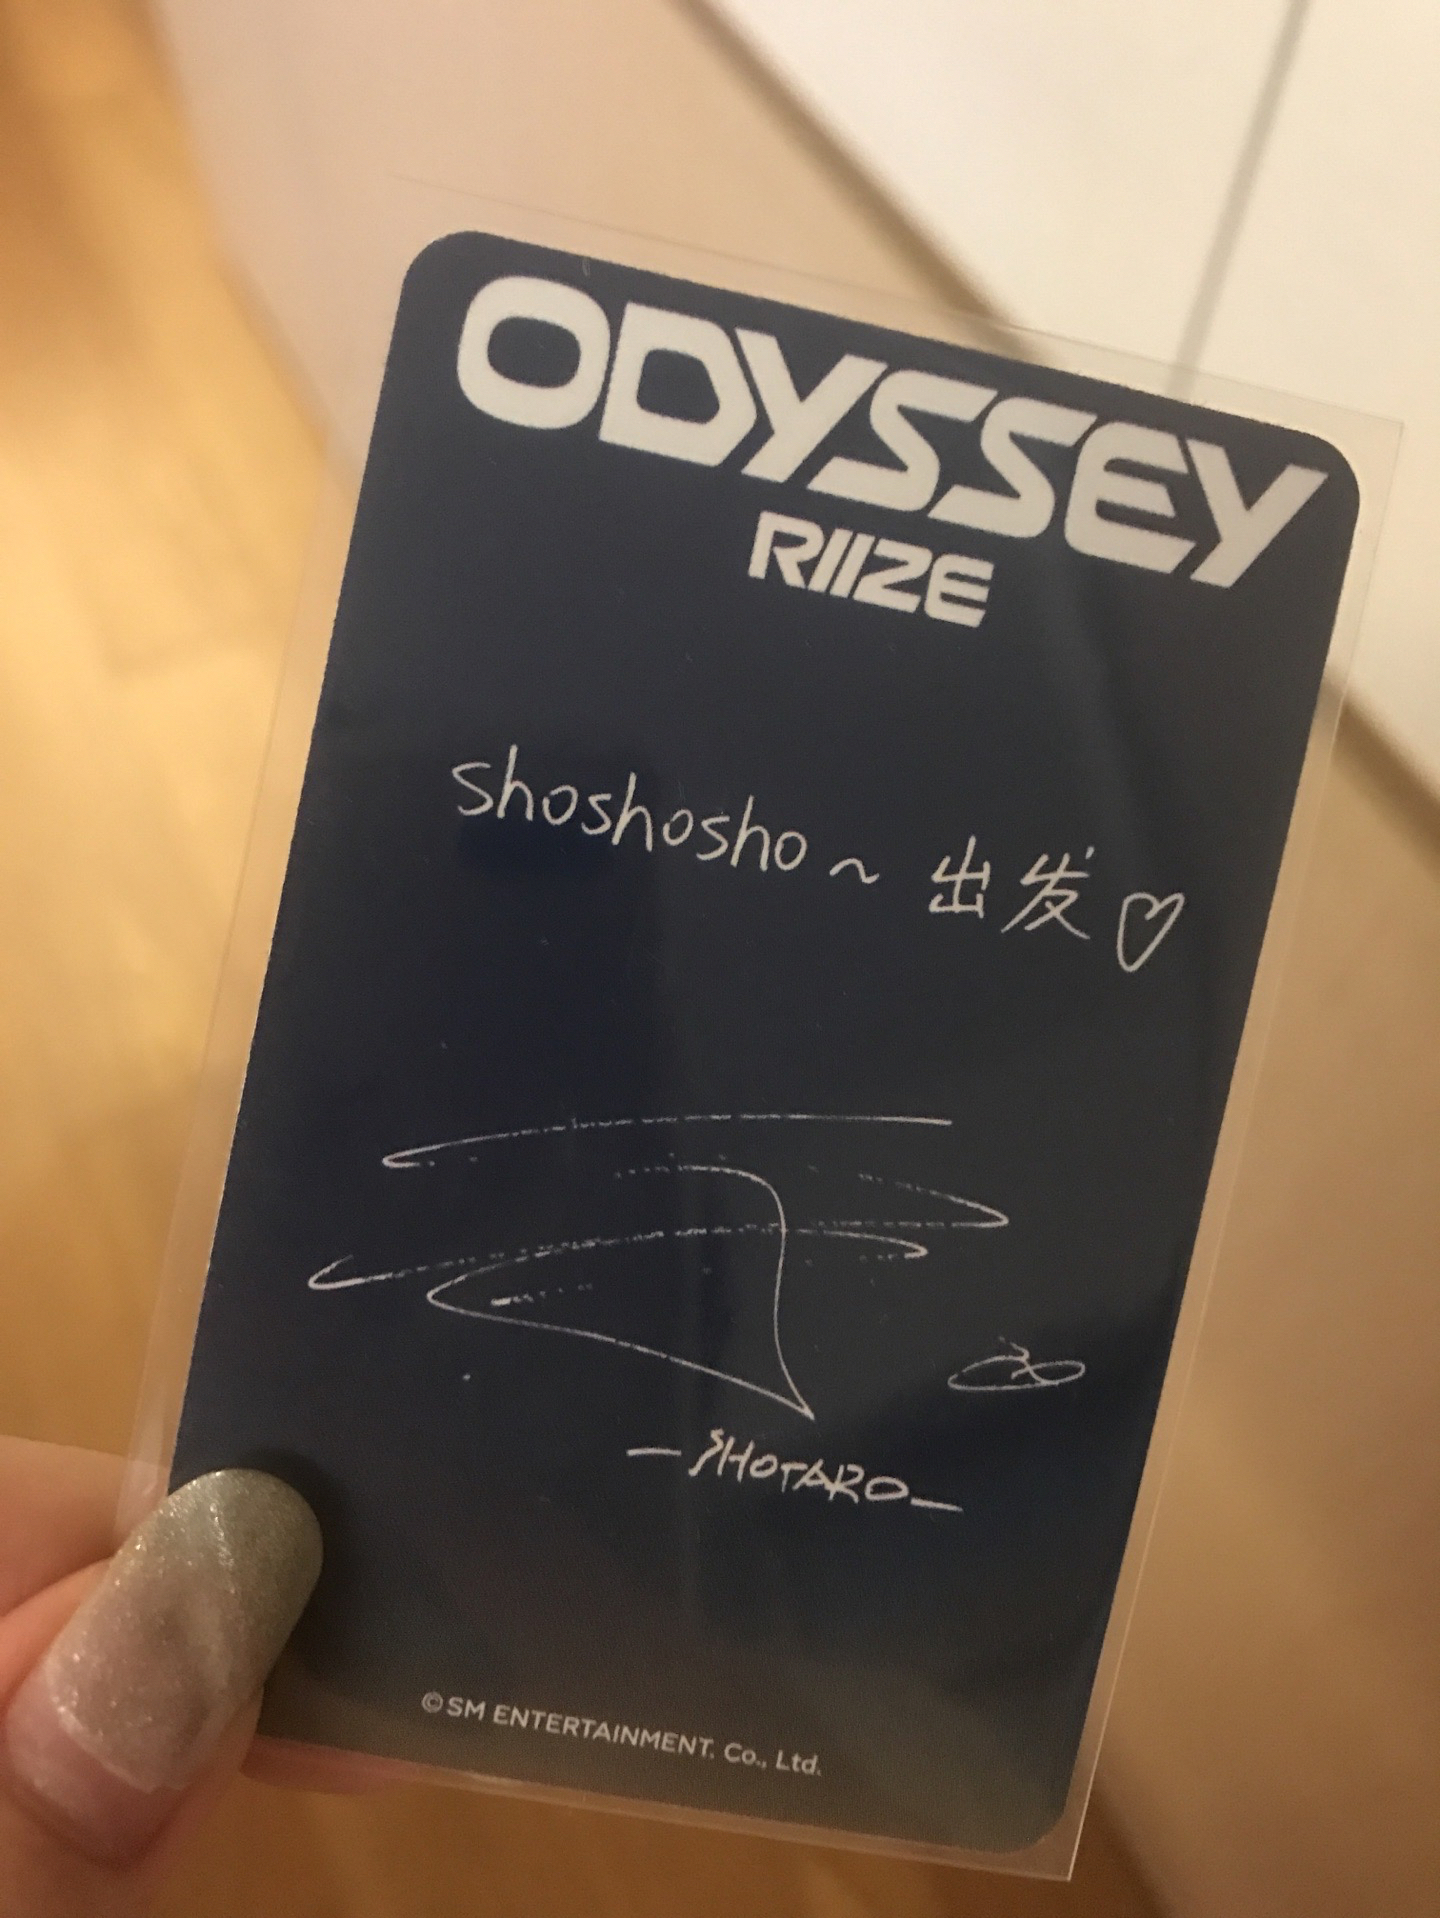 ODYSSEY
RIIZE
shoshosho~ 出发♡
- SHOTARO -
© SM ENTERTAINMENT. Co., Ltd.